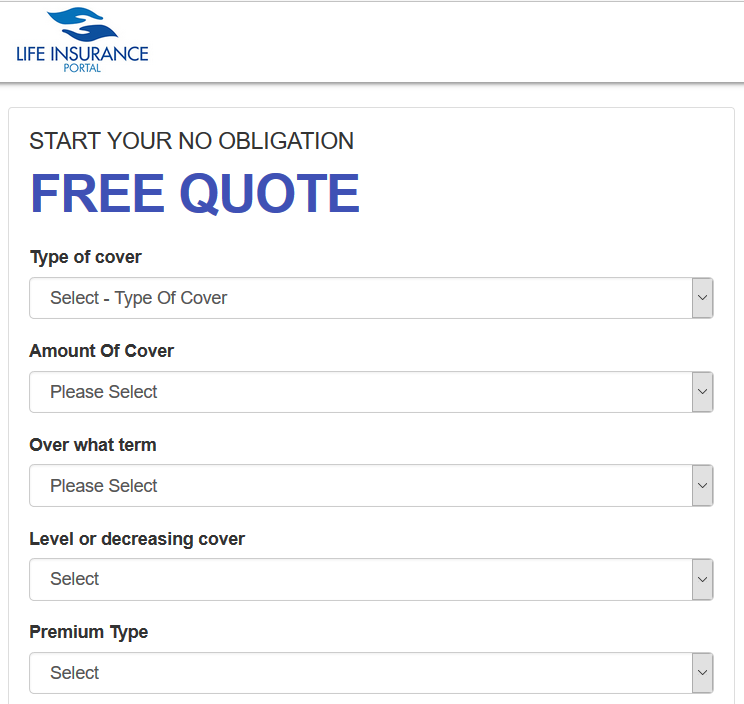 LIFE INSURANCE
PORTAL
START YOUR NO OBLIGATION
FREE QUOTE
Type of cover
Select - Type Of Cover
Amount Of Cover
Please Select
Over what term
Please Select
Level or decreasing cover
Select
Premium Type
Select